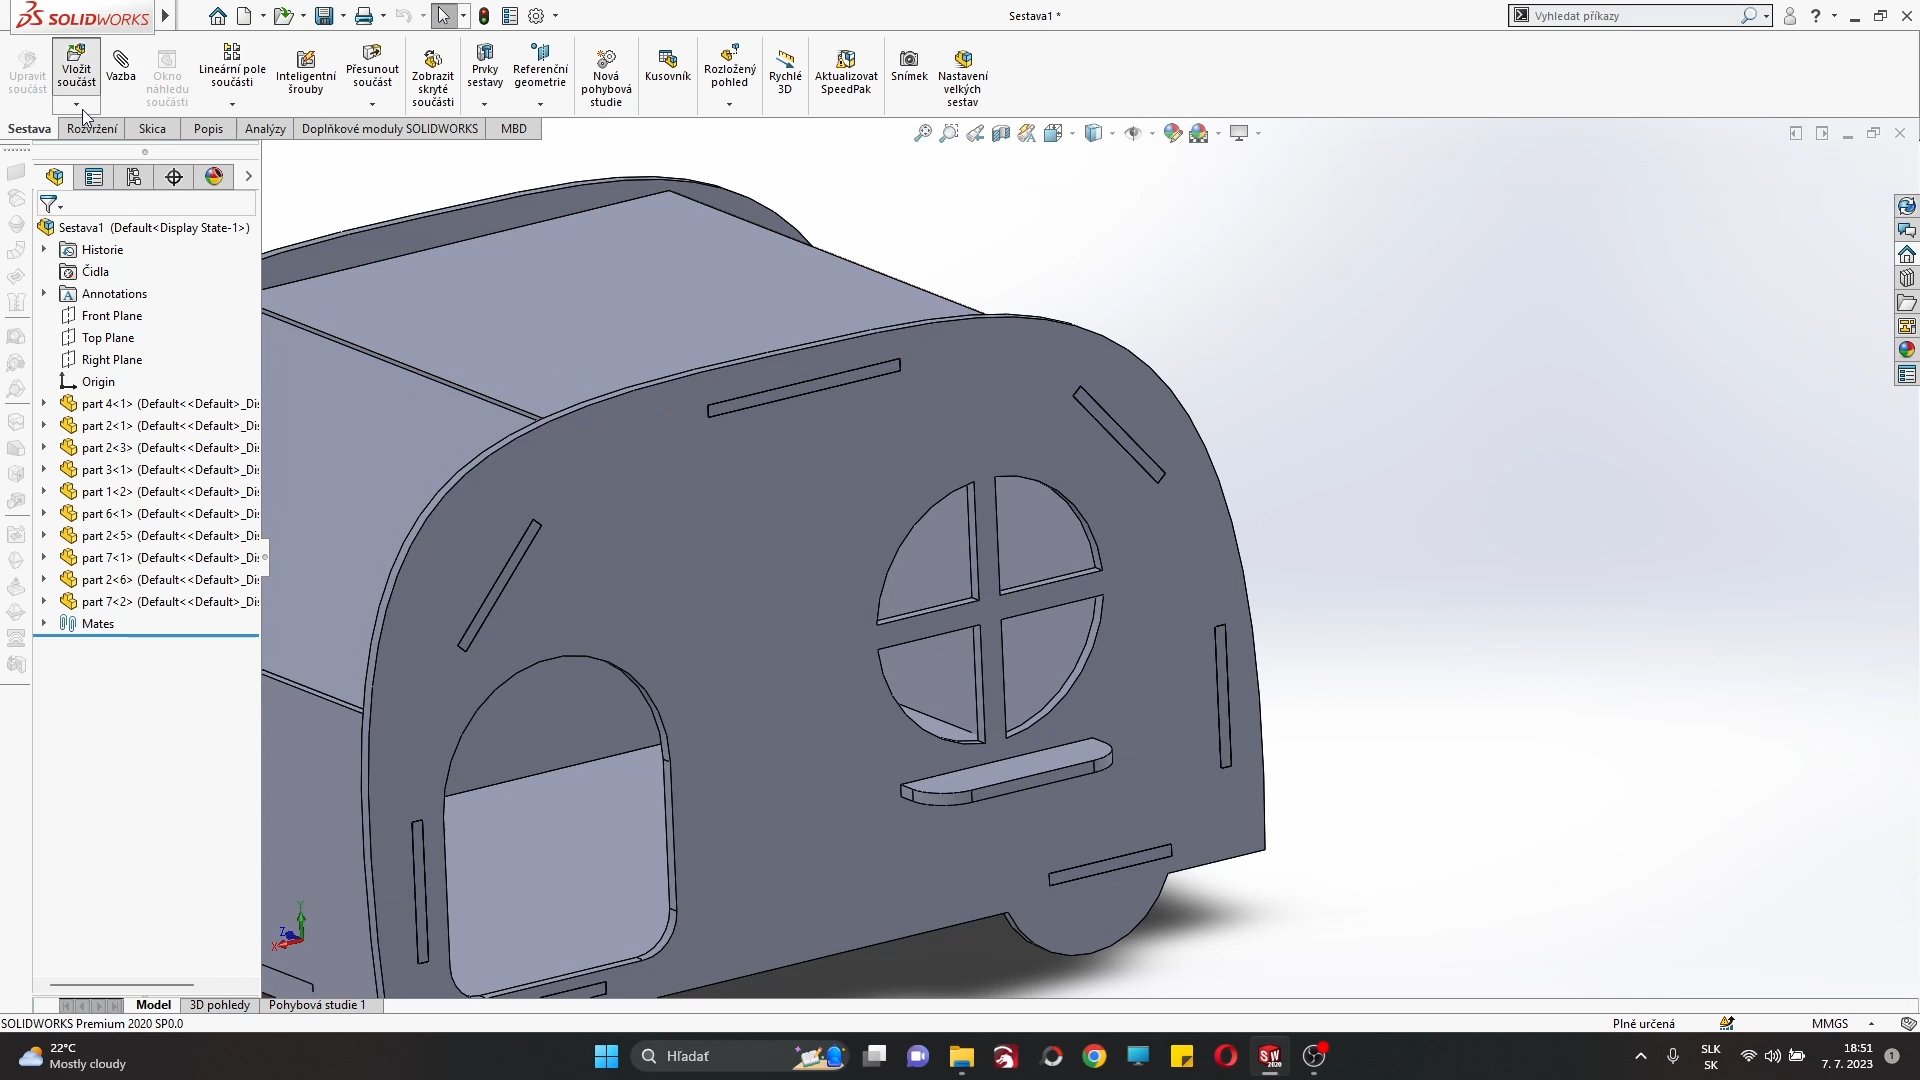 SOLIDWORKS
Sestava1 *
Vyhledat příkazy
Upravit součást
Vložit součást
Vazba
Okno náhledu součásti
Lineární pole součásti
Inteligentní šrouby
Přesunout součást
Zobrazit skryté součásti
Prvky sestavy
Referenční geometrie
Nová pohybová studie
Kusovník
Rozložený pohled
Rychlé 3D
Aktualizovat SpeedPak
Snímek
Nastavení velkých sestav
Sestava
Rozvržení
Skica
Popis
Analýzy
Doplňkové moduly SOLIDWORKS
MBD
Sestava1 (Default<Display State-1>)
Historie
Čidla
Annotations
Front Plane
Top Plane
Right Plane
Origin
part 4<1> (Default<<Default>_Di
part 2<1> (Default<<Default>_Di
part 2<3> (Default<<Default>_Di
part 3<1> (Default<<Default>_Di
part 1<2> (Default<<Default>_Di
part 6<1> (Default<<Default>_Di
part 2<5> (Default<<Default>_Di
part 7<1> (Default<<Default>_Di
part 2<6> (Default<<Default>_Di
part 7<2> (Default<<Default>_Di
Mates
Y
Z
X
Model
3D pohledy
Pohybová studie 1
SOLIDWORKS Premium 2020 SP0.0
Plně určená
MMGS
22°C
Mostly cloudy
Hľadať
SW
2020
SLK
SK
18:51
7. 7. 2023
1